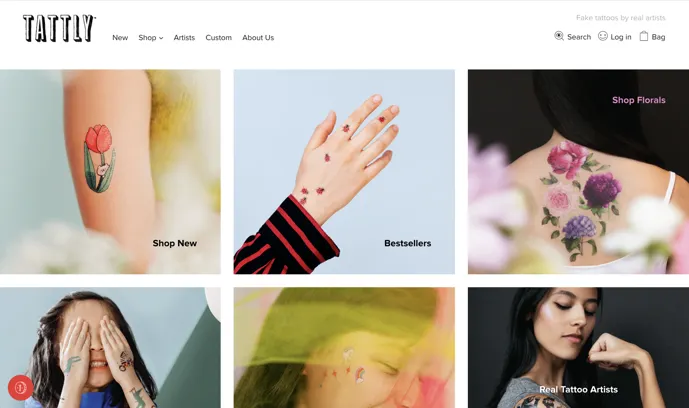 Fake tattoos by real artists
TATTLY
New Shop Artists Custom About Us
Search Log in Bag
Shop Florals
Shop New
Bestsellers
Real Tattoo Artists